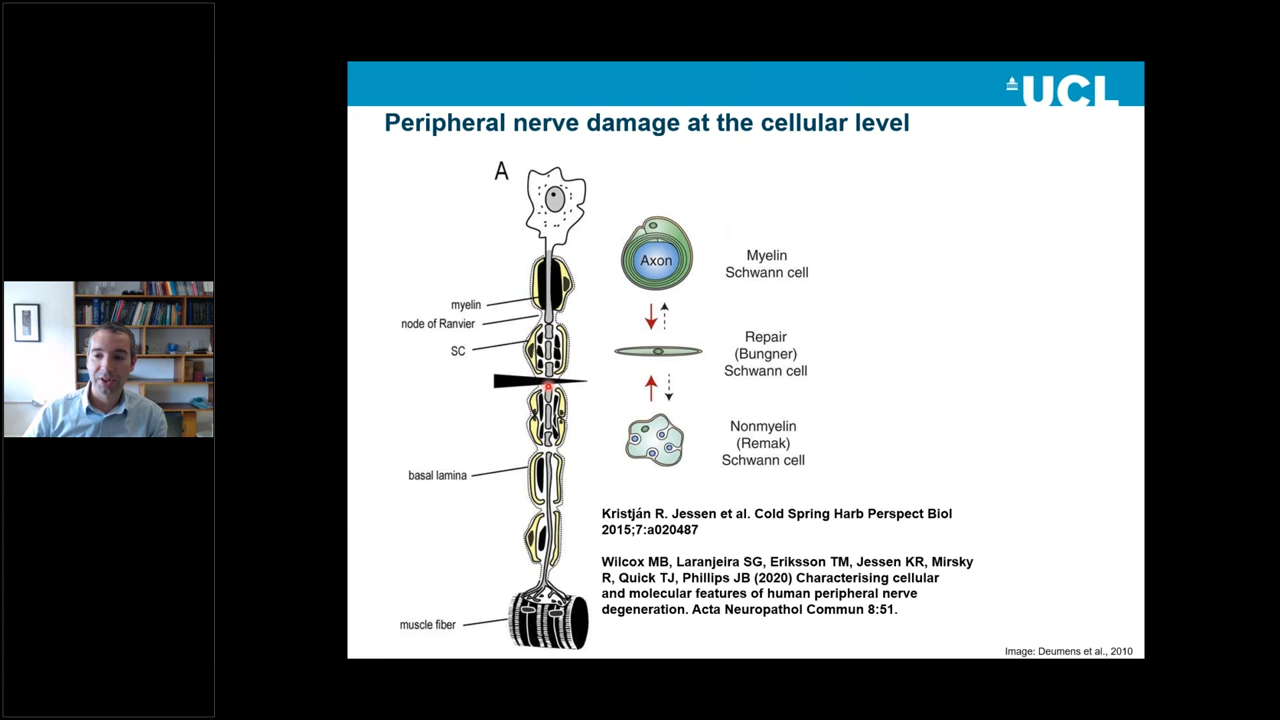 UCL
Peripheral nerve damage at the cellular level
A
myelin
node of Ranvier
SC
basal lamina
muscle fiber
Axon
Myelin
Schwann cell
Repair
(Bungner)
Schwann cell
Nonmyelin
(Remak)
Schwann cell
Kristján R. Jessen et al. Cold Spring Harb Perspect Biol
2015;7:a020487
Wilcox MB, Laranjeira SG, Eriksson TM, Jessen KR, Mirsky
R, Quick TJ, Phillips JB (2020) Characterising cellular
and molecular features of human peripheral nerve
degeneration. Acta Neuropathol Commun 8:51.
Image: Deumens et al., 2010